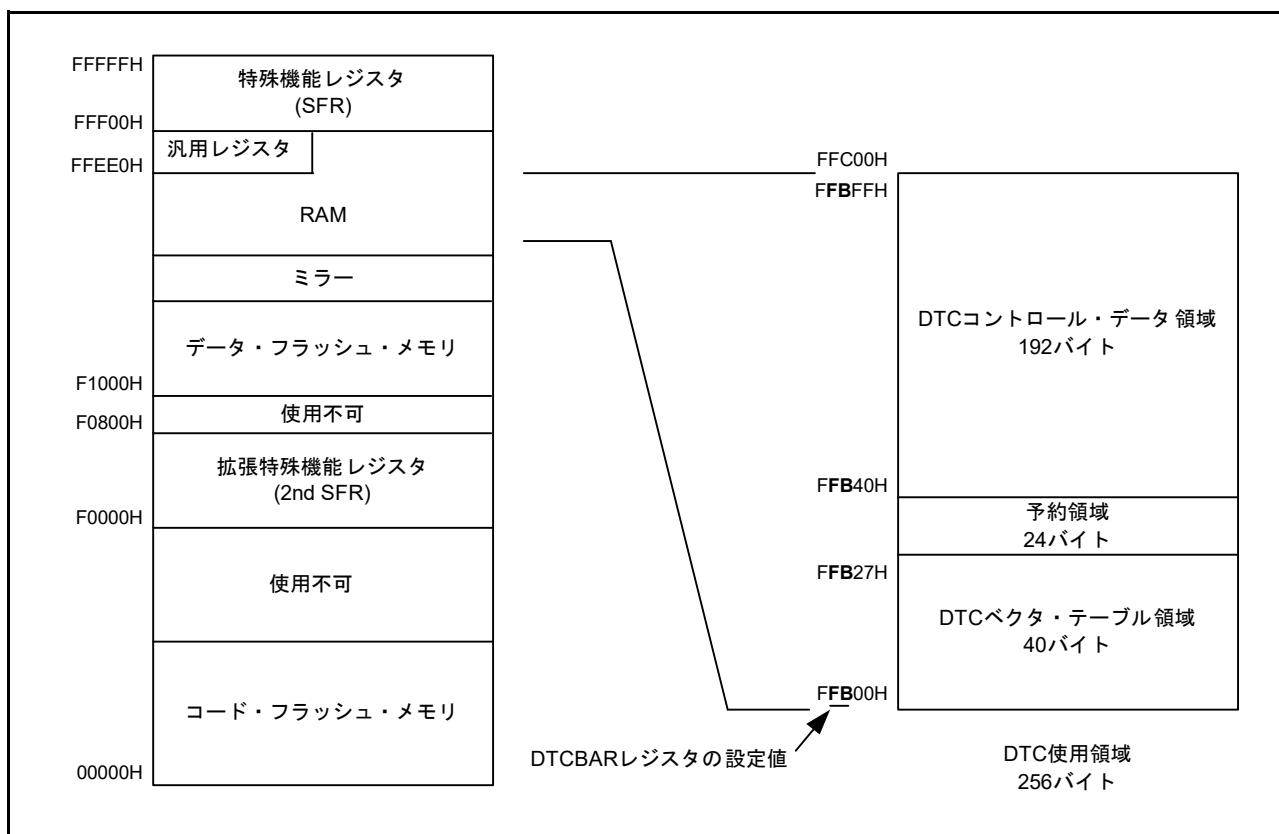 FFFFFH
特殊機能レジスタ
(SFR)
FFF00H
汎用レジスタ
FFEE0H
RAM
ミラー
データ・フラッシュ・メモリ
F1000H
使用不可
F0800H
拡張特殊機能レジスタ
(2nd SFR)
F0000H
使用不可
コード・フラッシュ・メモリ
00000H
FFC00H
FFBFFH
DTCコントロール・データ領域
192バイト
FFB40H
予約領域
24バイト
FFB27H
DTCベクタ・テーブル領域
40バイト
FFB00H
DTCBARレジスタの設定値
DTC使用領域
256バイト